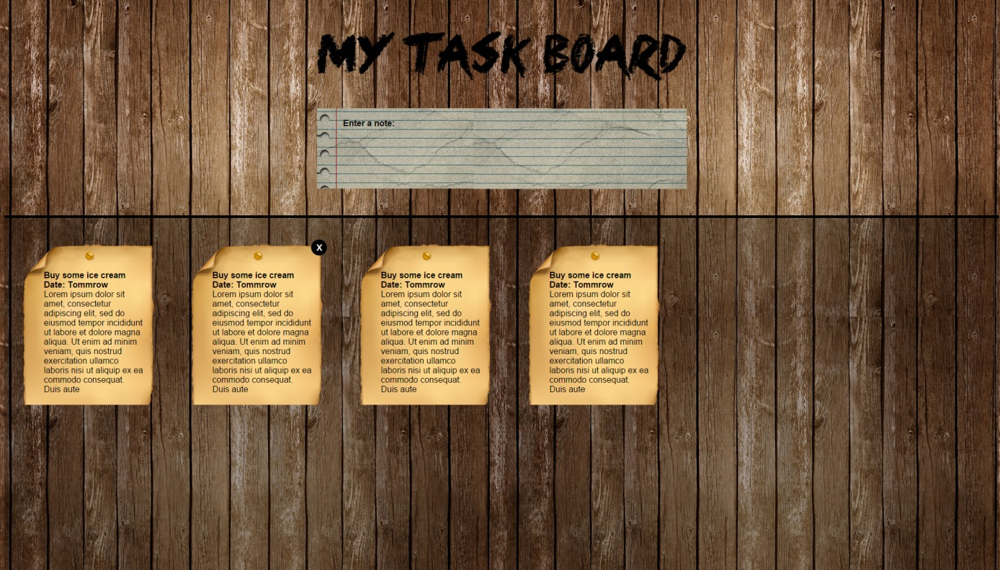 MY TASK BOARD
Enter a note:
X
Buy some ice cream
Date: Tommrow
Lorem ipsum dolor sit
amet, consectetur
adipiscing elit, sed do
eiusmod tempor incididunt
ut labore et dolore magna
aliqua. Ut enim ad minim
veniam, quis nostrud
exercitation ullamco
laboris nisi ut aliquip ex ea
commodo consequat.
Duis aute
Buy some ice cream
Date: Tommrow
Lorem ipsum dolor sit
amet, consectetur
adipiscing elit, sed do
eiusmod tempor incididunt
ut labore et dolore magna
aliqua. Ut enim ad minim
veniam, quis nostrud
exercitation ullamco
laboris nisi ut aliquip ex ea
commodo consequat.
Duis aute
Buy some ice cream
Date: Tommrow
Lorem ipsum dolor sit
amet, consectetur
adipiscing elit, sed do
eiusmod tempor incididunt
ut labore et dolore magna
aliqua. Ut enim ad minim
veniam, quis nostrud
exercitation ullamco
laboris nisi ut aliquip ex ea
commodo consequat.
Duis aute
Buy some ice cream
Date: Tommrow
Lorem ipsum dolor sit
amet, consectetur
adipiscing elit, sed do
eiusmod tempor incididunt
ut labore et dolore magna
aliqua. Ut enim ad minim
veniam, quis nostrud
exercitation ullamco
laboris nisi ut aliquip ex ea
commodo consequat.
Duis aute